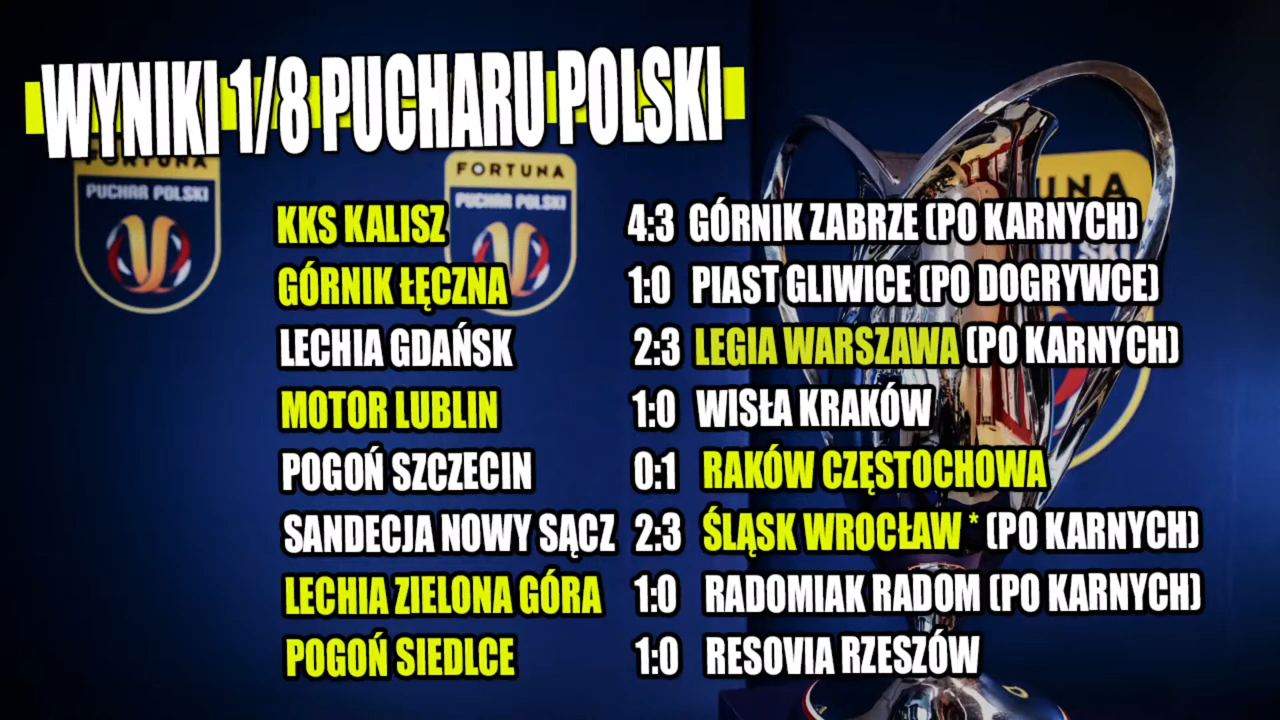 WYNIKI 1/8 PUCHARU POLSKI
FORTUNA
PUCHAR POLSKI
FORTUNA
PUCHAR POLSKI
KKS KALISZ 4:3 GÓRNIK ZABRZE (PO KARNYCH)
GÓRNIK ŁĘCZNA 1:0 PIAST GLIWICE (PO DOGRYWCE)
LECHIA GDAŃSK 2:3 LEGIA WARSZAWA (PO KARNYCH)
MOTOR LUBLIN 1:0 WISŁA KRAKÓW
POGOŃ SZCZECIN 0:1 RAKÓW CZĘSTOCHOWA
SANDECJA NOWY SĄCZ 2:3 ŚLĄSK WROCŁAW * (PO KARNYCH)
LECHIA ZIELONA GÓRA 1:0 RADOMIAK RADOM (PO KARNYCH)
POGOŃ SIEDLCE 1:0 RESOVIA RZESZÓW